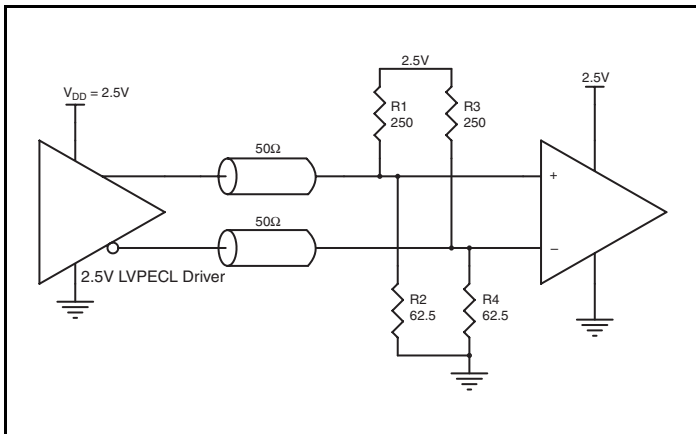 2.5V
2.5V
V_DD = 2.5V
R1
250
R3
250
50Ω
+
50Ω
–
2.5V LVPECL Driver
R2
62.5
R4
62.5